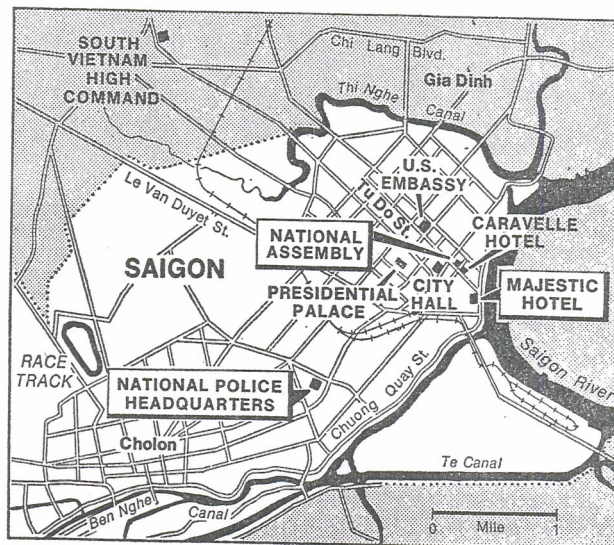 SOUTH
VIETNAM
HIGH
COMMAND
Chi Lang Blvd.
Gia Dinh
Thi Nghe
Canal
U.S.
EMBASSY
Le Van Duyet St.
Tu Do St.
NATIONAL
ASSEMBLY
CARAVELLE
HOTEL
SAIGON
PRESIDENTIAL
PALACE
CITY
HALL
MAJESTIC
HOTEL
RACE
TRACK
NATIONAL POLICE
HEADQUARTERS
Chuong Quay St.
Saigon River
Cholon
Te Canal
Ben Nghe
Canal
0 Mile 1